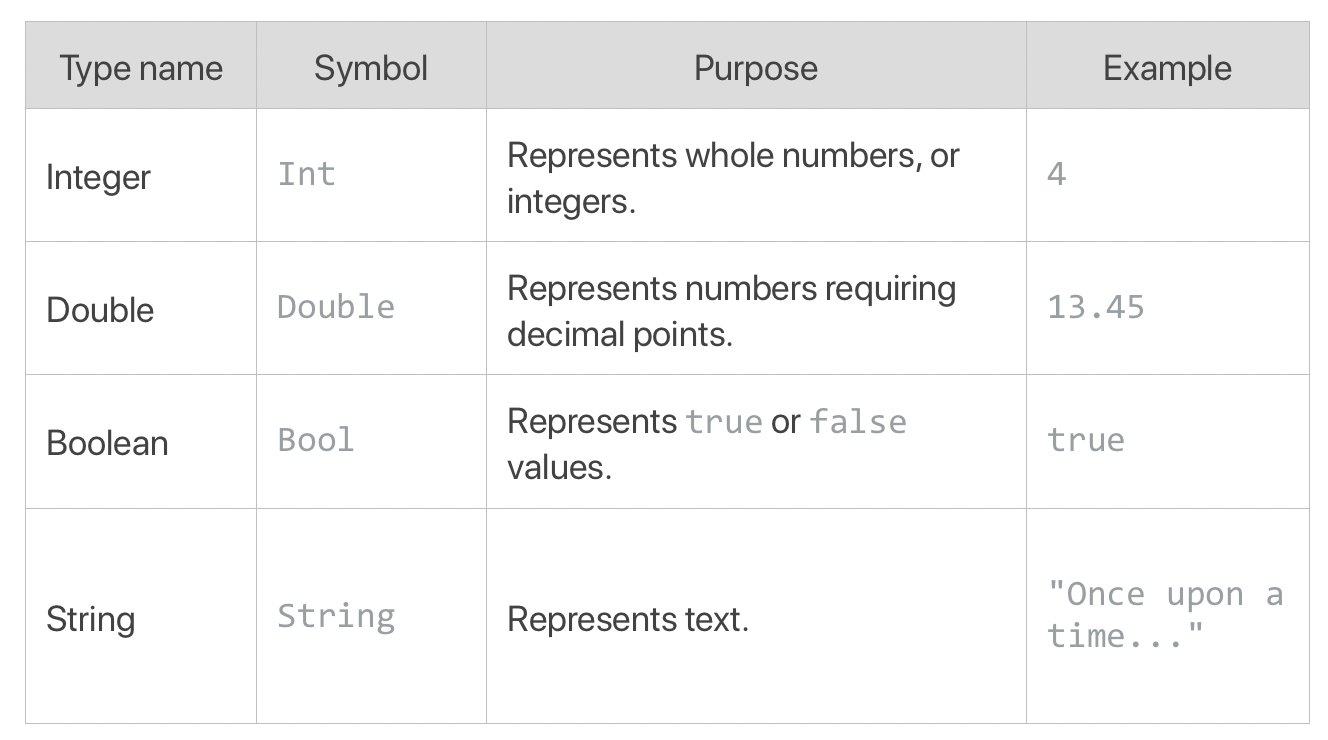 Type name Symbol Purpose Example
Integer Int Represents whole numbers, or
integers. 4
Double Double Represents numbers requiring
decimal points. 13.45
Boolean Bool Represents true or false
values. true
String String Represents text. "Once upon a
time..."